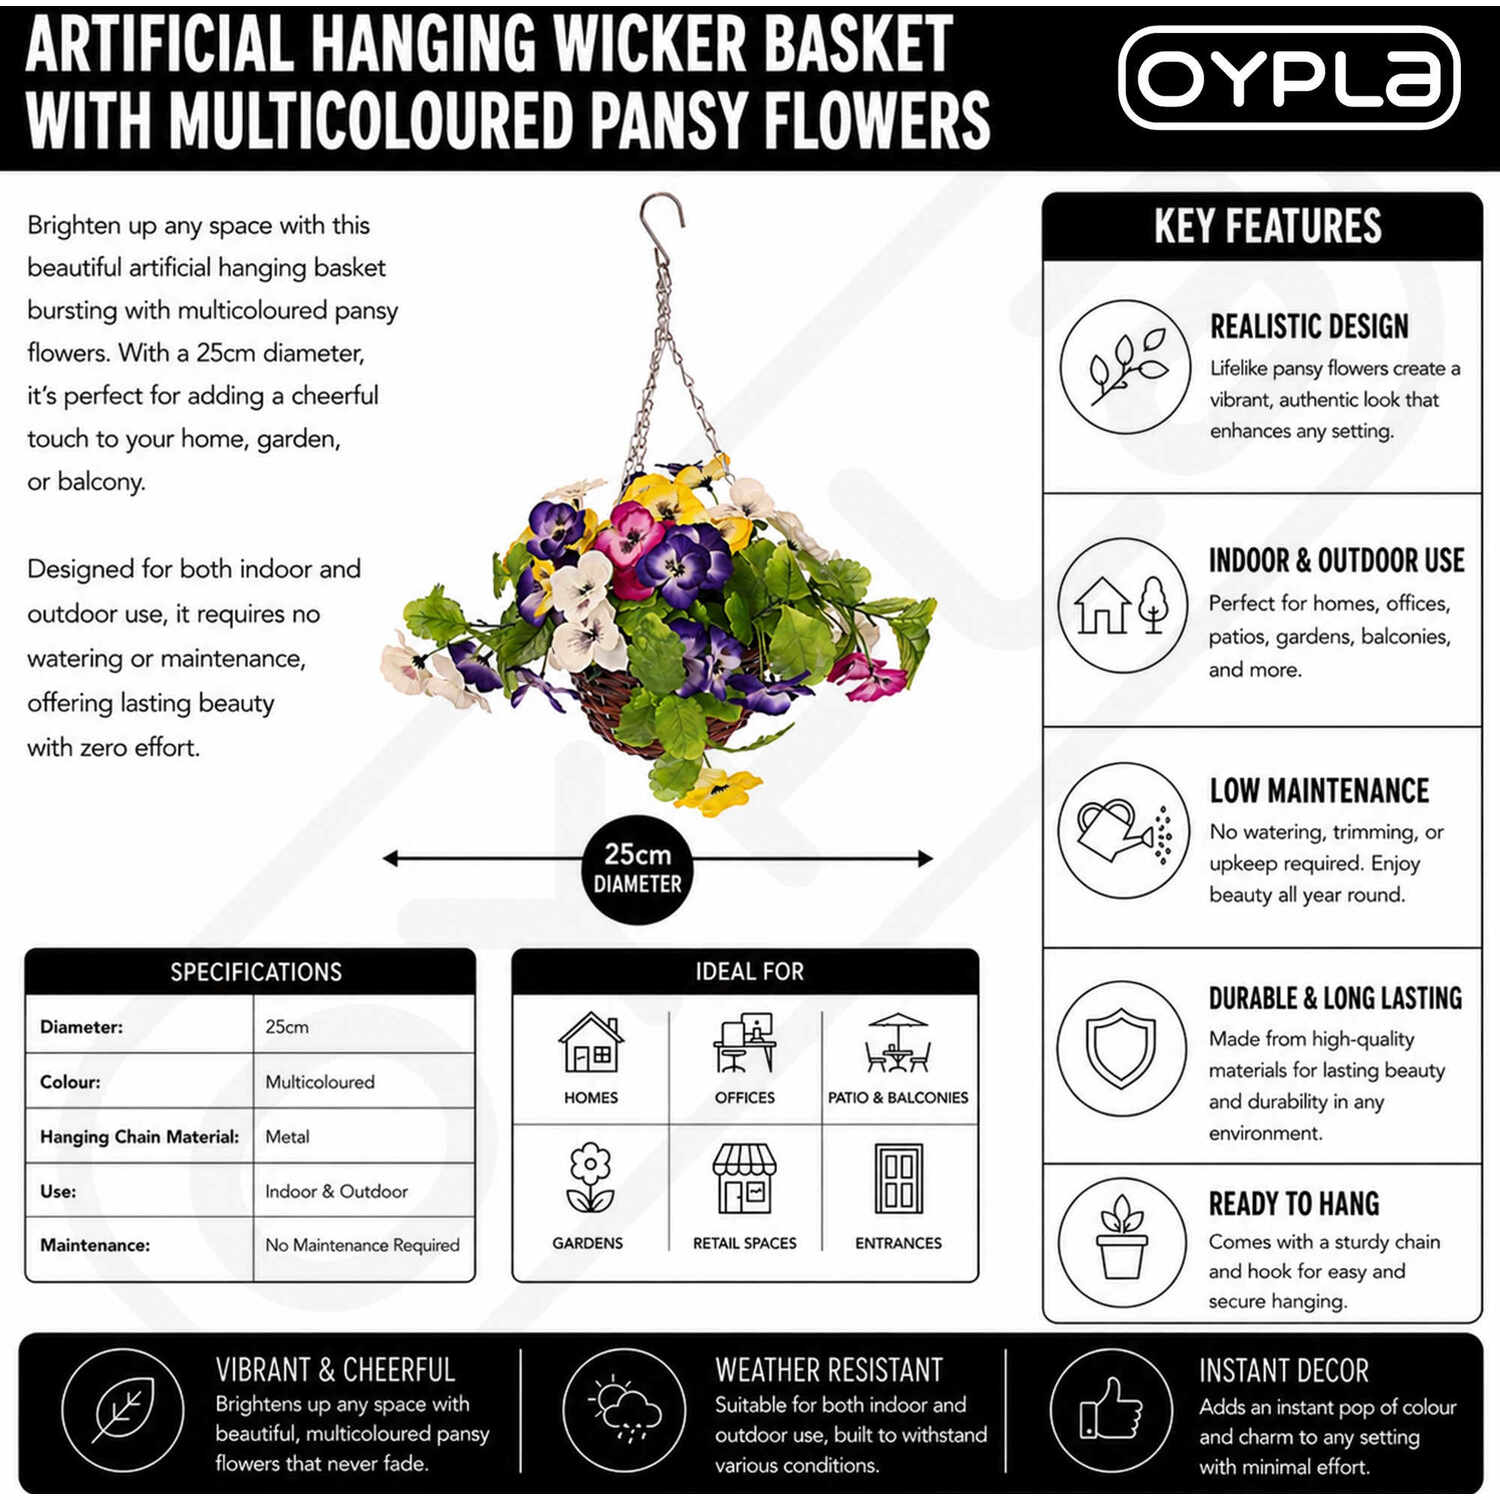 ARTIFICIAL HANGING WICKER BASKET
WITH MULTICOLOURED PANSY FLOWERS
OYPLA
Brighten up any space with this
beautiful artificial hanging basket
bursting with multicoloured pansy
flowers. With a 25cm diameter,
it's perfect for adding a cheerful
touch to your home, garden,
or balcony.
Designed for both indoor and
outdoor use, it requires no
watering or maintenance,
offering lasting beauty
with zero effort.
25cm
DIAMETER
KEY FEATURES
REALISTIC DESIGN
Lifelike pansy flowers create a
vibrant, authentic look that
enhances any setting.
INDOOR & OUTDOOR USE
Perfect for homes, offices,
patios, gardens, balconies,
and more.
LOW MAINTENANCE
No watering, trimming, or
upkeep required. Enjoy
beauty all year round.
DURABLE & LONG LASTING
Made from high-quality
materials for lasting beauty
and durability in any
environment.
READY TO HANG
Comes with a sturdy chain
and hook for easy and
secure hanging.
SPECIFICATIONS
Diameter: 25cm
Colour: Multicoloured
Hanging Chain Material: Metal
Use: Indoor & Outdoor
Maintenance: No Maintenance Required
IDEAL FOR
HOMES OFFICES PATIO & BALCONIES
GARDENS RETAIL SPACES ENTRANCES
VIBRANT & CHEERFUL
Brightens up any space with
beautiful, multicoloured pansy
flowers that never fade.
WEATHER RESISTANT
Suitable for both indoor and
outdoor use, built to withstand
various conditions.
INSTANT DECOR
Adds an instant pop of colour
and charm to any setting
with minimal effort.